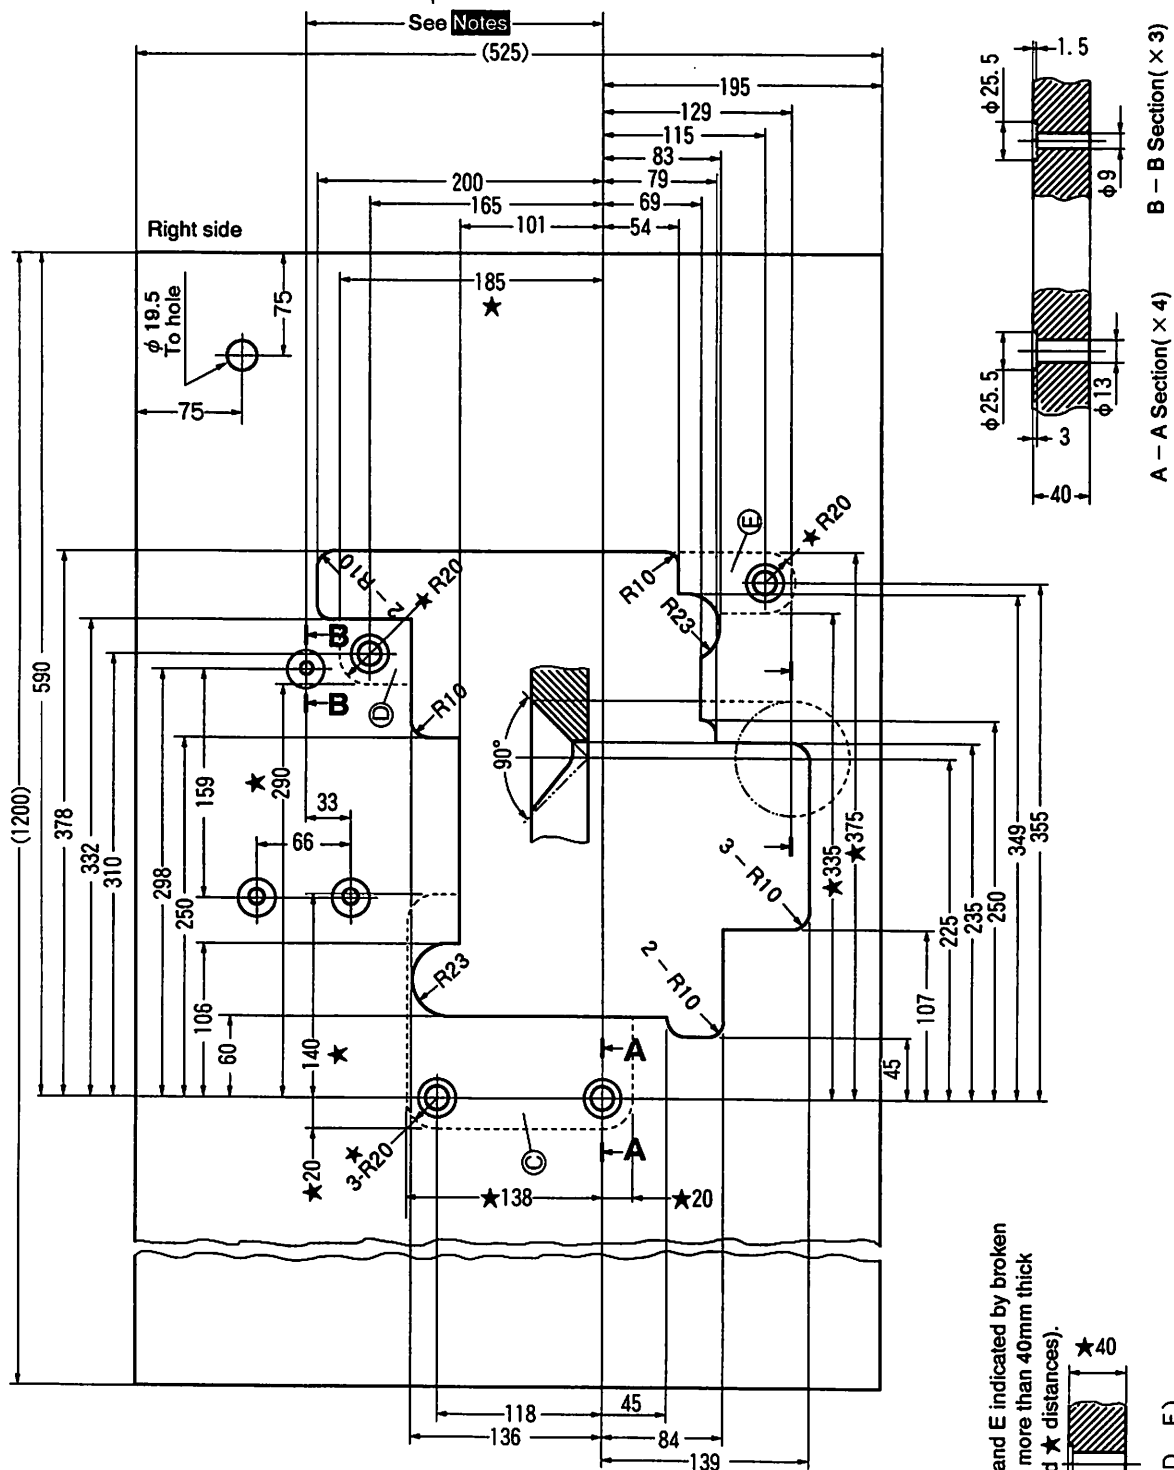 See Notes
(525)
195
129
115
83
200
79
165
69
101
54
Right side
185
★
φ 19.5
To hole
75
75
φ25.5
1.5
φ9
B – B Section( × 3)
φ25.5
φ13
3
40
A – A Section( × 4)
(1200)
590
378
332
310
298
250
159
106
60
★
290
33
66
140
★
★20
2 – R10
★R20
B
B
D
R10
R10
R23
E
★R20
90°
R23
3 – R10
2 – R10
★335
★375
349
355
225
235
250
107
45
A
A
C
★
3-R20
★138
★20
118
45
136
84
139
and E indicated by broken
more than 40mm thick
d ★ distances).
★40
D E)